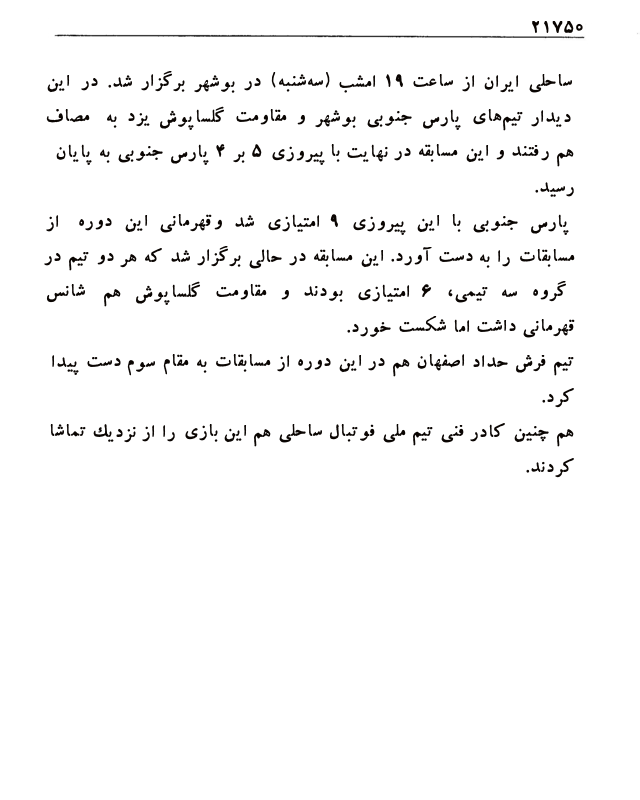 ۲۱۷۵۰
ساحلی ایران از ساعت ۱۹ امشب (سه‌شنبه) در بوشهر برگزار شد. در این
دیدار تیم‌های پارس جنوبی بوشهر و مقاومت گلساپوش یزد به مصاف
هم رفتند و این مسابقه در نهایت با پیروزی ۵ بر ۴ پارس جنوبی به پایان
رسید.
پارس جنوبی با این پیروزی ۹ امتیازی شد وقهرمانی این دوره از
مسابقات را به دست آورد. این مسابقه در حالی برگزار شد که هر دو تیم در
گروه سه تیمی، ۶ امتیازی بودند و مقاومت گلساپوش هم شانس
قهرمانی داشت اما شکست خورد.
تیم فرش حداد اصفهان هم در این دوره از مسابقات به مقام سوم دست پیدا
کرد.
هم چنین کادر فنی تیم ملی فوتبال ساحلی هم این بازی را از نزدیك تماشا
کردند.